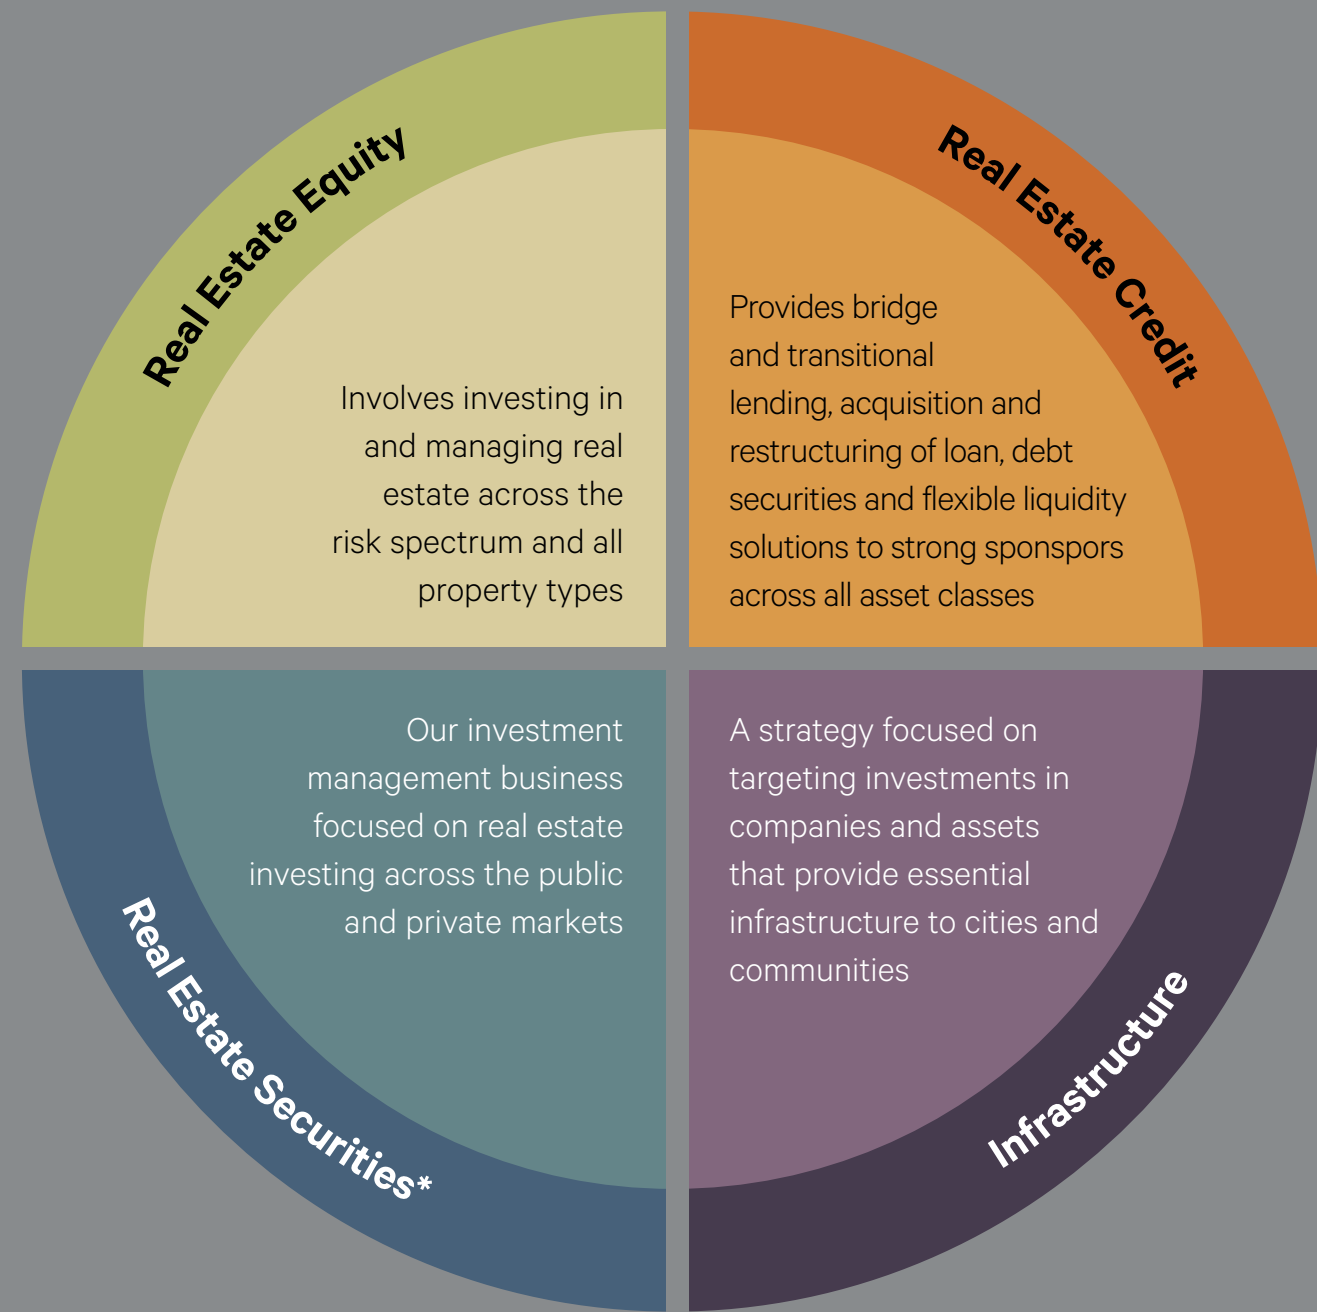 Real Estate Equity
Involves investing in
and managing real
estate across the
risk spectrum and all
property types
Real Estate Credit
Provides bridge
and transitional
lending, acquisition and
restructuring of loan, debt
securities and flexible liquidity
solutions to strong sponspors
across all asset classes
Our investment
management business
focused on real estate
investing across the public
and private markets
Real Estate Securities*
A strategy focused on
targeting investments in
companies and assets
that provide essential
infrastructure to cities and
communities
Infrastructure